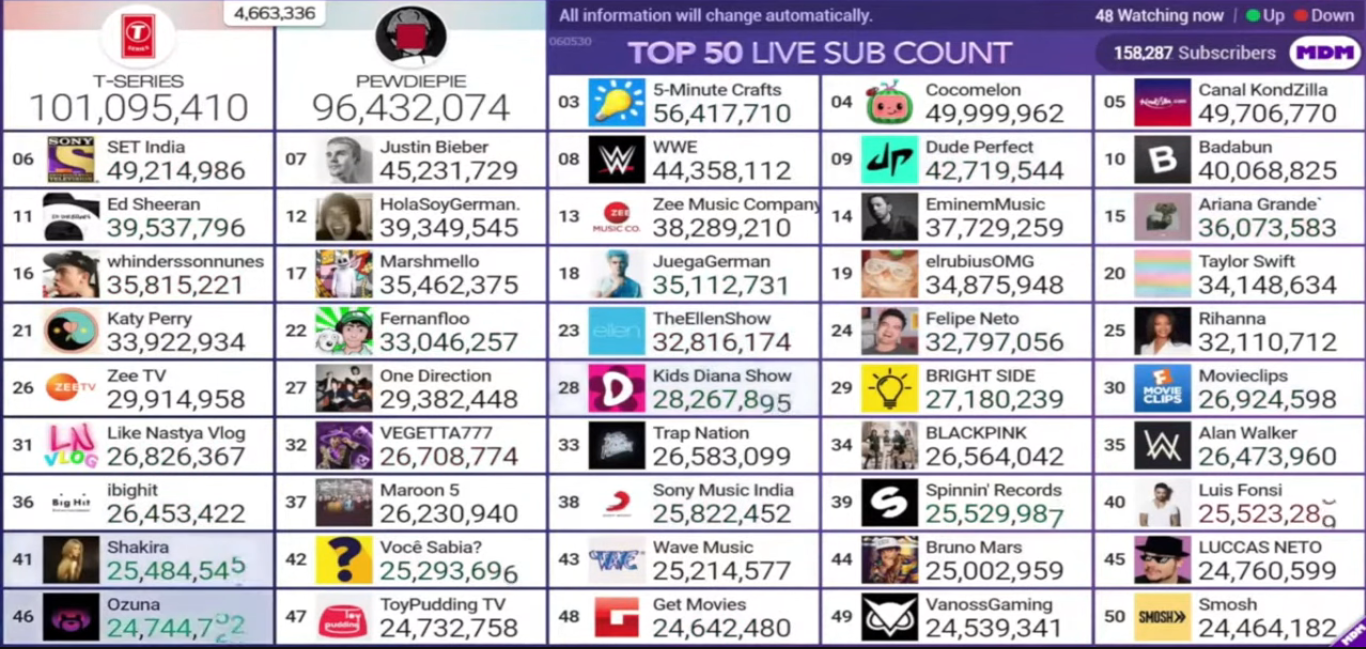 4,663,336
T-SERIES
101,095,410
PEWDIEPIE
96,432,074
All information will change automatically.
48 Watching now | Up Down
060530
TOP 50 LIVE SUB COUNT
158,287 Subscribers MDM
03 5-Minute Crafts
56,417,710
04 Cocomelon
49,999,962
05 Canal KondZilla
49,706,770
06 SET India
49,214,986
07 Justin Bieber
45,231,729
08 WWE
44,358,112
09 Dude Perfect
42,719,544
10 Badabun
40,068,825
11 Ed Sheeran
39,537,796
12 HolaSoyGerman.
39,349,545
13 Zee Music Company
38,289,210
14 EminemMusic
37,729,259
15 Ariana Grande`
36,073,583
16 whinderssonnunes
35,815,221
17 Marshmello
35,462,375
18 JuegaGerman
35,112,731
19 elrubiusOMG
34,875,948
20 Taylor Swift
34,148,634
21 Katy Perry
33,922,934
22 Fernanfloo
33,046,257
23 TheEllenShow
32,816,174
24 Felipe Neto
32,797,056
25 Rihanna
32,110,712
26 Zee TV
29,914,958
27 One Direction
29,382,448
28 Kids Diana Show
28,267,895
29 BRIGHT SIDE
27,180,239
30 Movieclips
26,924,598
31 Like Nastya Vlog
26,826,367
32 VEGETTA777
26,708,774
33 Trap Nation
26,583,099
34 BLACKPINK
26,564,042
35 Alan Walker
26,473,960
36 ibighit
26,453,422
37 Maroon 5
26,230,940
38 Sony Music India
25,822,452
39 Spinnin' Records
25,529,987
40 Luis Fonsi
25,523,28
41 Shakira
25,484,545
42 Você Sabia?
25,293,696
43 Wave Music
25,214,577
44 Bruno Mars
25,002,959
45 LUCCAS NETO
24,760,599
46 Ozuna
24,744,7
47 ToyPudding TV
24,732,758
48 Get Movies
24,642,480
49 VanossGaming
24,539,341
50 Smosh
24,464,182
MDM